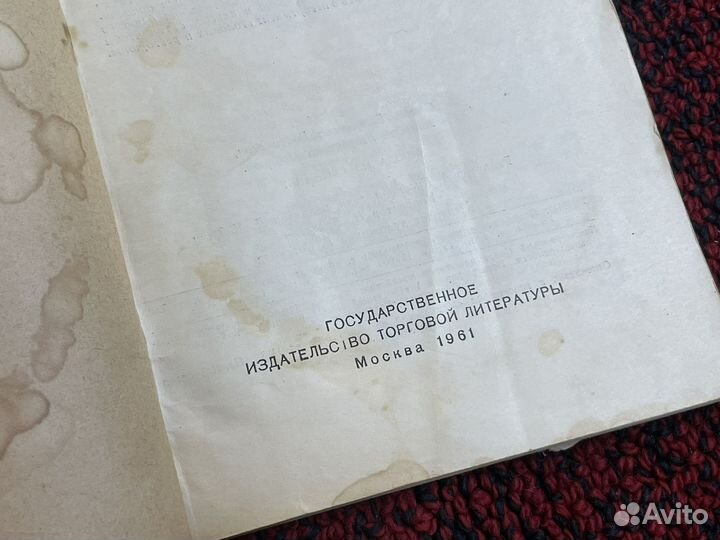 ГОСУДАРСТВЕННОЕ
ИЗДАТЕЛЬСТВО ТОРГОВОЙ ЛИТЕРАТУРЫ
Москва 1961
Avito